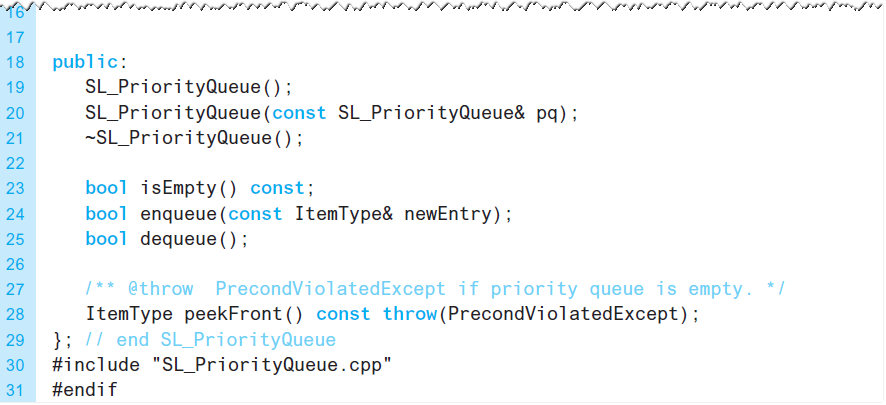 16
17
18 public:
19 SL_PriorityQueue();
20 SL_PriorityQueue(const SL_PriorityQueue& pq);
21 ~SL_PriorityQueue();
22
23 bool isEmpty() const;
24 bool enqueue(const ItemType& newEntry);
25 bool dequeue();
26
27 /** @throw  PrecondViolatedExcept if priority queue is empty. */
28 ItemType peekFront() const throw(PrecondViolatedExcept);
29 }; // end SL_PriorityQueue
30 #include "SL_PriorityQueue.cpp"
31 #endif